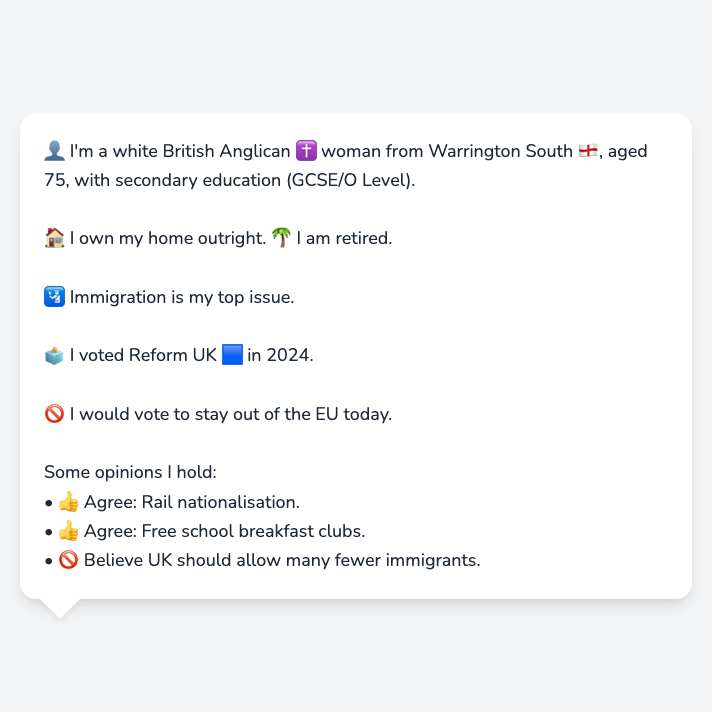 👤 I'm a white British Anglican ✝️ woman from Warrington South 🏴󠁧󠁢󠁥󠁮󠁧󠁿, aged
75, with secondary education (GCSE/O Level).
🏠 I own my home outright. 🌴 I am retired.
🛂 Immigration is my top issue.
🗳️ I voted Reform UK 🟦 in 2024.
🚫 I would vote to stay out of the EU today.
Some opinions I hold:
• 👍 Agree: Rail nationalisation.
• 👍 Agree: Free school breakfast clubs.
• 🚫 Believe UK should allow many fewer immigrants.